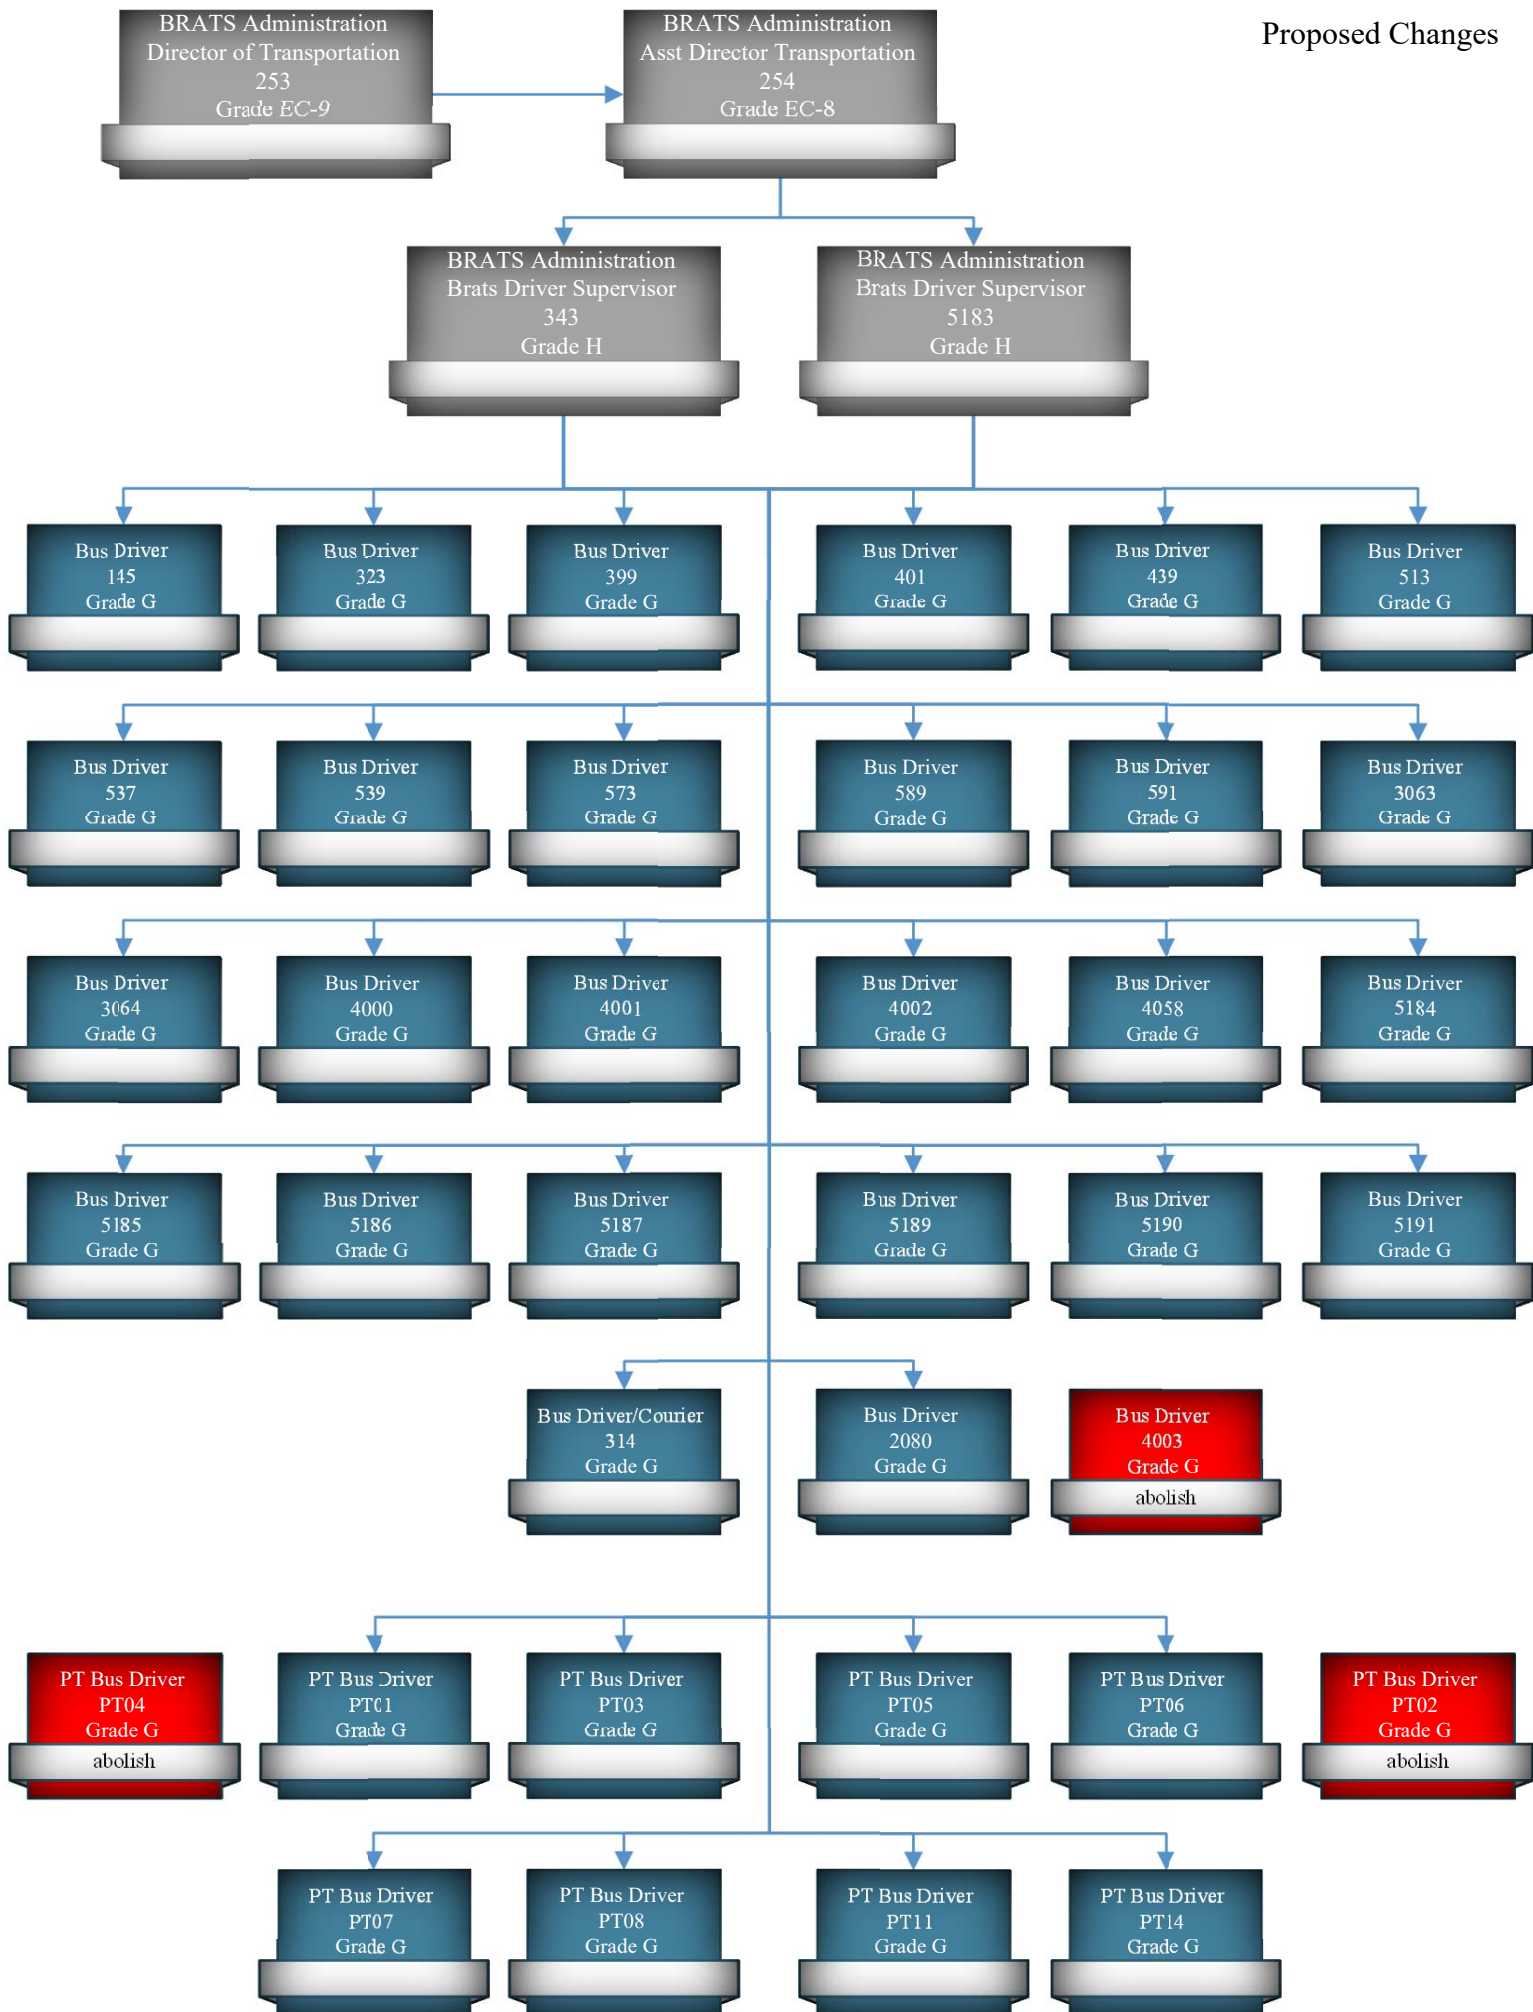 Proposed Changes
BRATS Administration
Director of Transportation
253
Grade EC-9
BRATS Administration
Asst Director Transportation
254
Grade EC-8
BRATS Administration
Brats Driver Supervisor
343
Grade H
BRATS Administration
Brats Driver Supervisor
5183
Grade H
Bus Driver
145
Grade G
Bus Driver
323
Grade G
Bus Driver
399
Grade G
Bus Driver
401
Grade G
Bus Driver
439
Grade G
Bus Driver
513
Grade G
Bus Driver
537
Grade G
Bus Driver
539
Grade G
Bus Driver
573
Grade G
Bus Driver
589
Grade G
Bus Driver
591
Grade G
Bus Driver
3063
Grade G
Bus Driver
3064
Grade G
Bus Driver
4000
Grade G
Bus Driver
4001
Grade G
Bus Driver
4002
Grade G
Bus Driver
4058
Grade G
Bus Driver
5184
Grade G
Bus Driver
5185
Grade G
Bus Driver
5186
Grade G
Bus Driver
5187
Grade G
Bus Driver
5189
Grade G
Bus Driver
5190
Grade G
Bus Driver
5191
Grade G
Bus Driver/Courier
314
Grade G
Bus Driver
2080
Grade G
Bus Driver
4003
Grade G
abolish
PT Bus Driver
PT04
Grade G
abolish
PT Bus Driver
PT01
Grade G
PT Bus Driver
PT03
Grade G
PT Bus Driver
PT05
Grade G
PT Bus Driver
PT06
Grade G
PT Bus Driver
PT02
Grade G
abolish
PT Bus Driver
PT07
Grade G
PT Bus Driver
PT08
Grade G
PT Bus Driver
PT11
Grade G
PT Bus Driver
PT14
Grade G